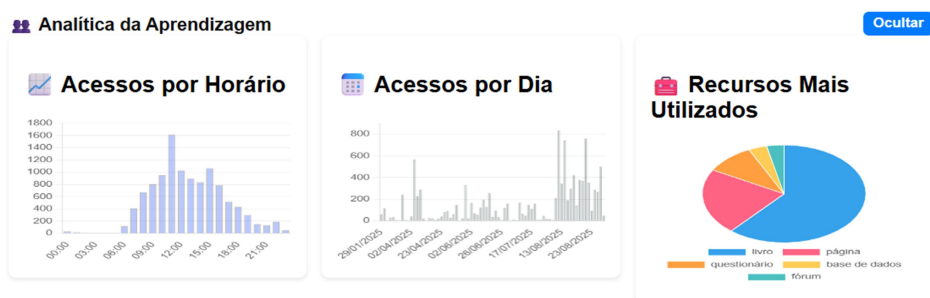 Analítica da Aprendizagem
Ocultar
Acessos por Horário
1800
1600
1400
1200
1000
800
600
400
200
0
00:00 03:00 06:00 09:00 12:00 15:00 18:00 21:00
Acessos por Dia
800
600
400
200
0
29/01/2025 02/04/2025 23/04/2025 02/06/2025 26/06/2025 17/07/2025 13/08/2025 23/08/2025
Recursos Mais
Utilizados
livro página
questionário base de dados
fórum